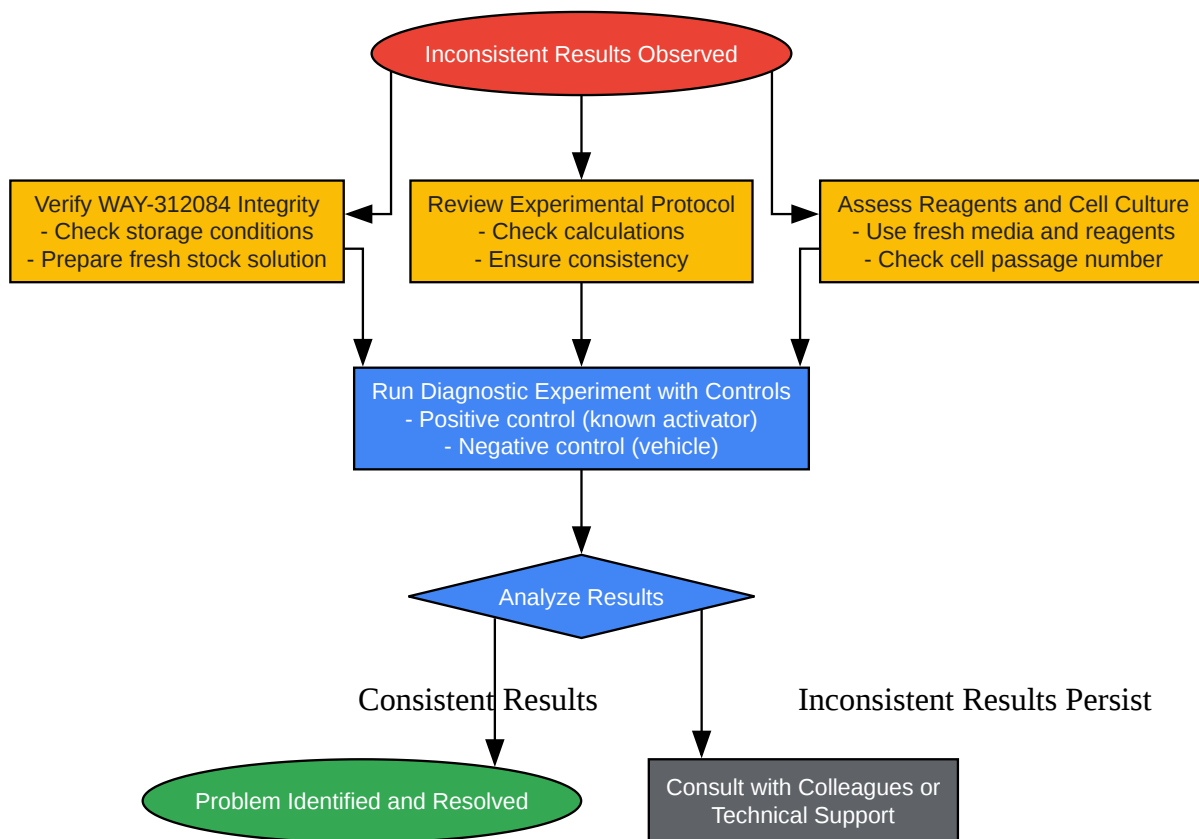 Inconsistent Results Observed
Verify WAY-312084 Integrity
- Check storage conditions
- Prepare fresh stock solution
Review Experimental Protocol
- Check calculations
- Ensure consistency
Assess Reagents and Cell Culture
- Use fresh media and reagents
- Check cell passage number
Run Diagnostic Experiment with Controls
- Positive control (known activator)
- Negative control (vehicle)
Analyze Results
Consistent Results
Inconsistent Results Persist
Problem Identified and Resolved
Consult with Colleagues or
Technical Support